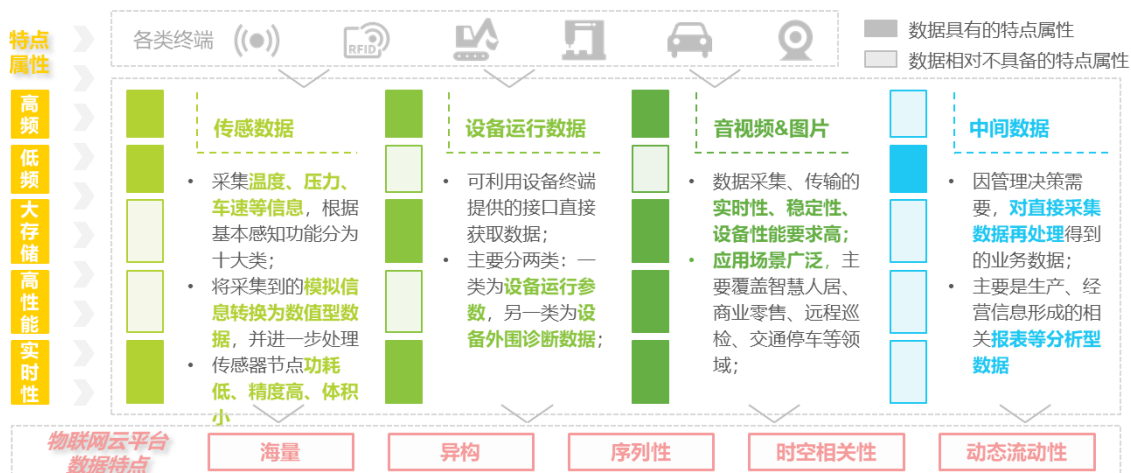 各类终端
RFID
数据具有的特点属性
数据相对不具备的特点属性
特点
属性
高
频
低
频
大
存
储
高
性
能
实
时
性
传感数据
• 采集温度、压力、
车速等信息，根据
基本感知功能分为
十大类；
• 将采集到的模拟信
息转换为数值型数
据，并进一步处理
• 传感器节点功耗
低、精度高、体积
小
设备运行数据
• 可利用设备终端
提供的接口直接
获取数据；
• 主要分两类：一
类为设备运行参
数，另一类为设
备外围诊断数据；
音视频&图片
• 数据采集、传输的
实时性、稳定性、
设备性能要求高；
• 应用场景广泛，主
要覆盖智慧人居、
商业零售、远程巡
检、交通停车等领
域；
中间数据
• 因管理决策需
要，对直接采集
数据再处理得到
的业务数据；
• 主要是生产、经
营信息形成的相
关报表等分析型
数据
物联网云平台
数据特点
海量
异构
序列性
时空相关性
动态流动性